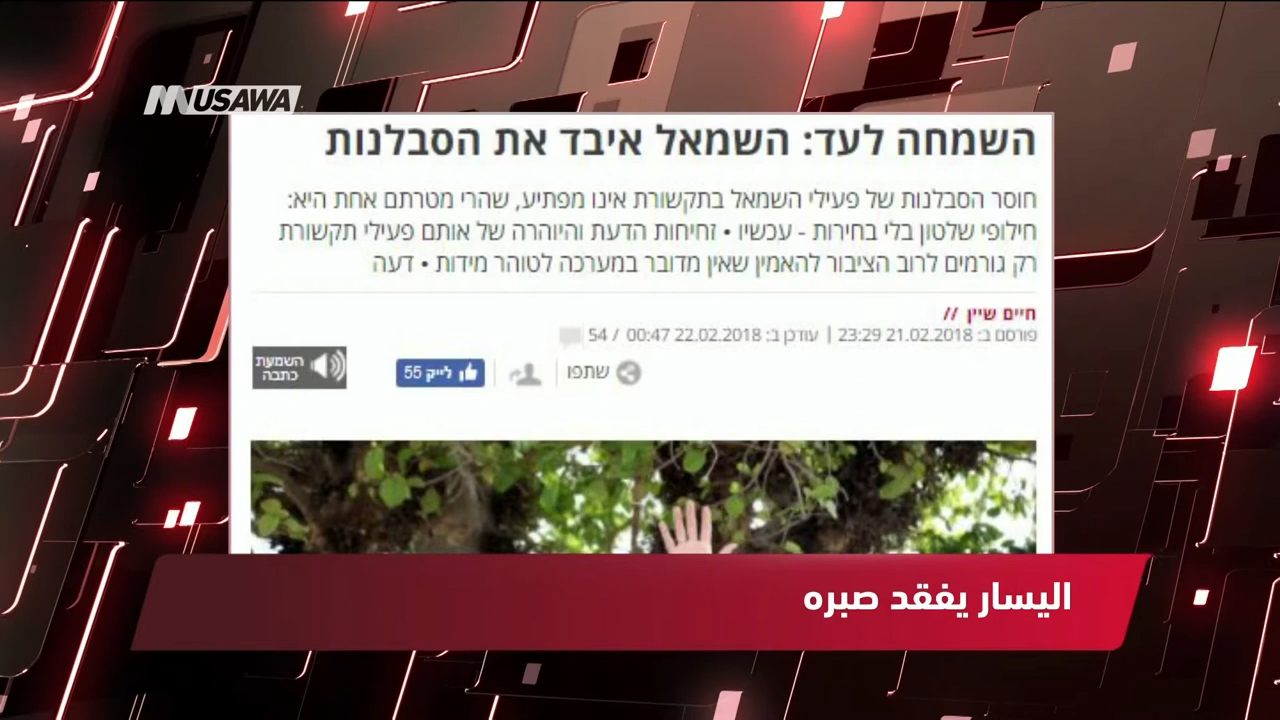 MUSAWA
השמחה לעד: השמאל איבד את הסבלנות
חוסר הסבלנות של פעילי השמאל בתקשורת אינו מפתיע, שהרי מטרתם אחת היא:
חילופי שלטון בלי בחירות - עכשיו • זחיחות הדעת והיוהרה של אותם פעילי תקשורת
רק גורמים לרוב הציבור להאמין שאין מדובר במערכה לטוהר מידות • דעה
חיים שיין //
פורסם ב: 21.02.2018 23:29 | עודכן ב: 22.02.2018 00:47 / 54
שתפו
לייק 55
השמעת
כתבה
اليسار يفقد صبره